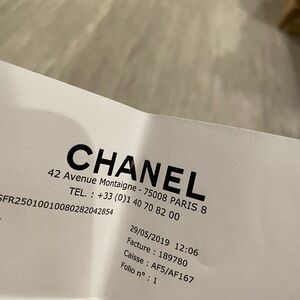 CHANEL
42 Avenue Montaigne - 75008 PARIS 8
TEL. : +33 (0)1 40 70 82 00
SFR25010010080282042854
29/05/2019 12:06
Facture : 189780
Caisse : AF5/AF167
Folio n° : 1